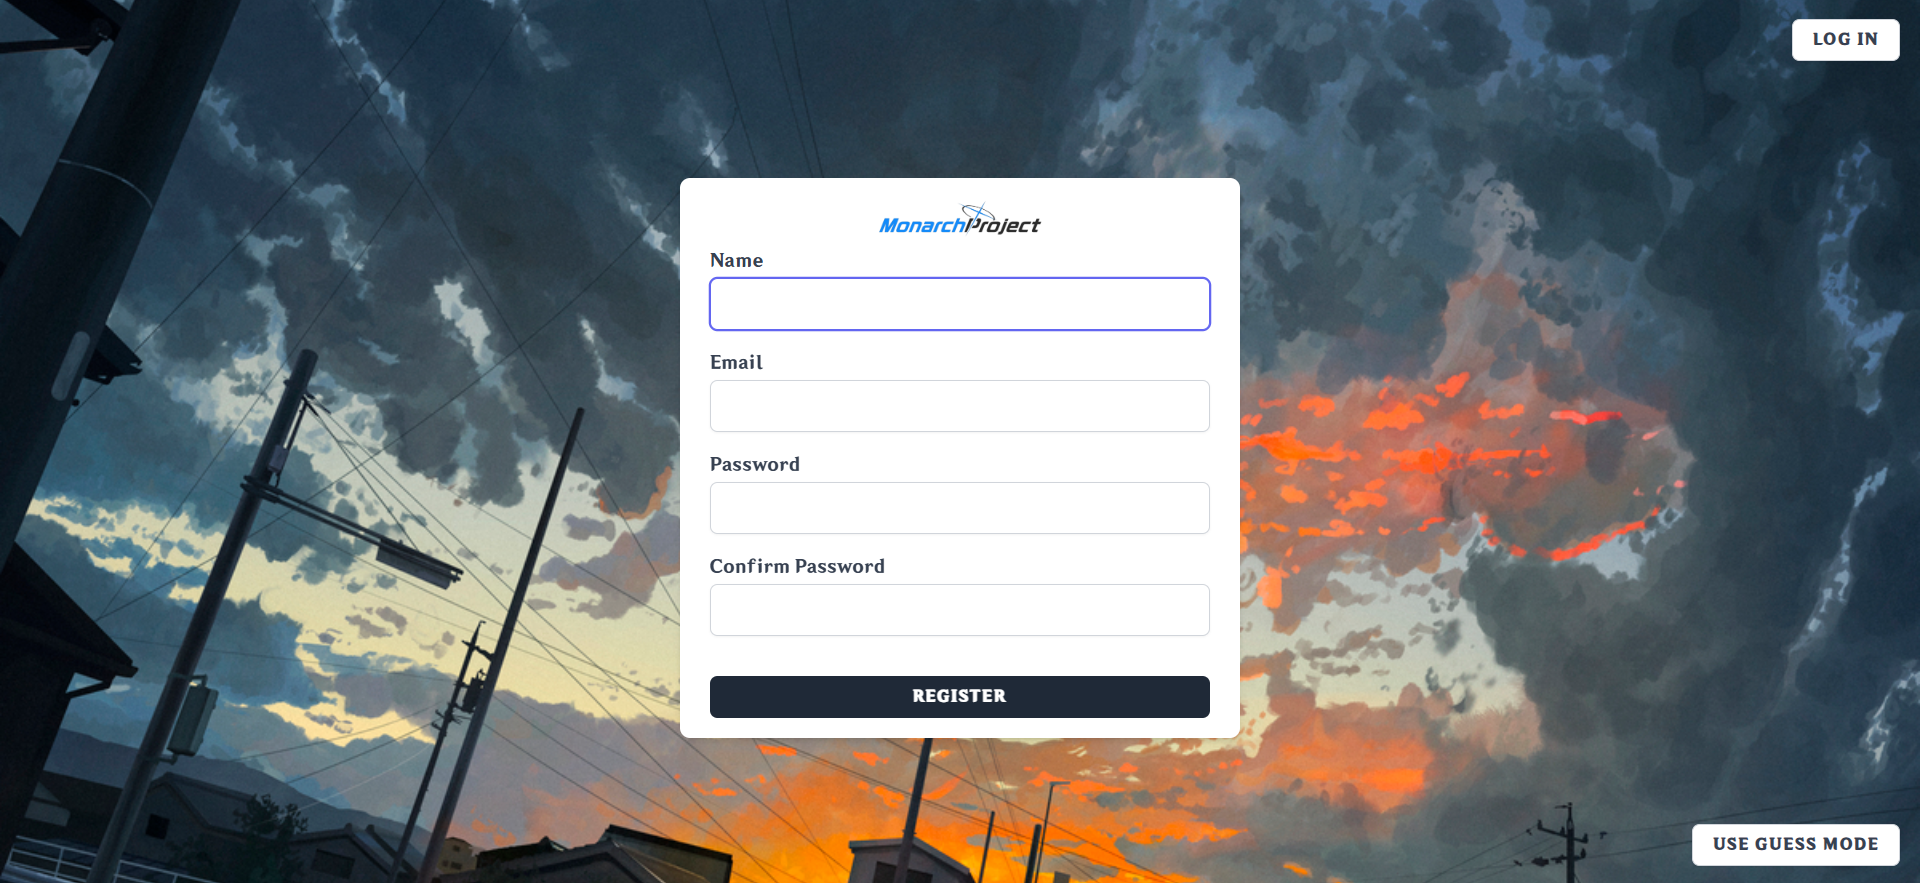 LOG IN
MonarchProject
Name
Email
Password
Confirm Password
REGISTER
USE GUESS MODE